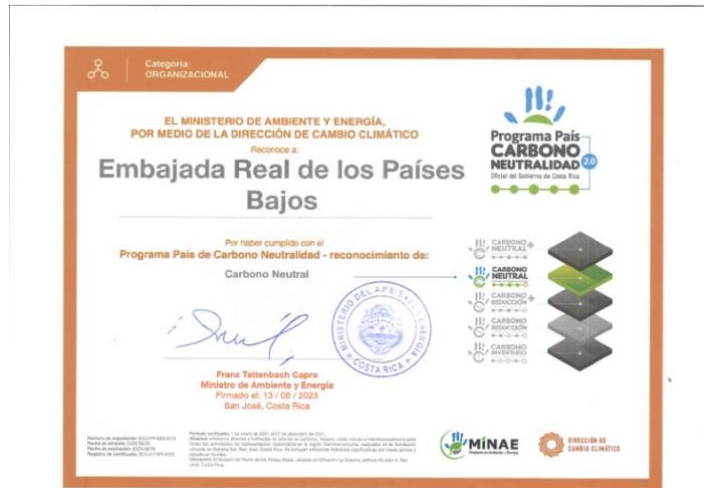 Categoría:
ORGANIZACIONAL
EL MINISTERIO DE AMBIENTE Y ENERGÍA,
POR MEDIO DE LA DIRECCIÓN DE CAMBIO CLIMÁTICO
Reconoce a:
Embajada Real de los Países
Bajos
Programa País
CARBONO
NEUTRALIDAD 2.0
Oficial del Gobierno de Costa Rica
Por haber cumplido con el
Programa País de Carbono Neutralidad - reconocimiento de:
Carbono Neutral
CARBONO
NEUTRAL +
CARBONO
NEUTRAL
CARBONO
REDUCCIÓN +
CARBONO
REDUCCIÓN
CARBONO
INVENTARIO
MINISTERIO DEL AMBIENTE Y ENERGIA
COSTA RICA
Franz Tattenbach Capra
Ministro de Ambiente y Energía
Firmado el: 13 / 06 / 2023
San José, Costa Rica
MINAE
Ministerio de Ambiente y Energía
DIRECCIÓN DE
CAMBIO CLIMÁTICO